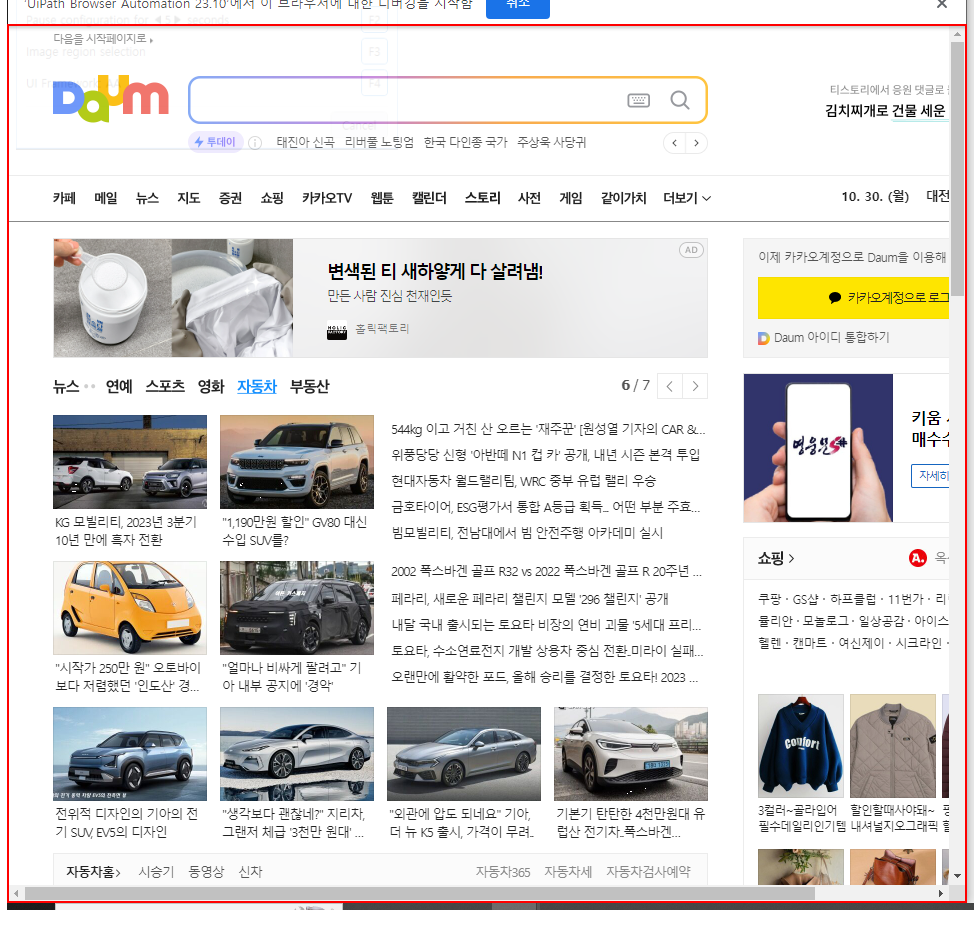 'UiPath Browser Automation 23.10'에서 이 브라우저에 대한 디버깅을 시작함
취소
Pause configuration for 5 seconds
F2
다음을 시작페이지로
Image region selection
F3
F4
Cancel
Daum
티스토리에서 응원 댓글로
김치찌개로 건물 세운
투데이
태진아 신곡 리버풀 노팅엄 한국 다인종 국가 주상욱 사당귀
카페 메일 뉴스 지도 증권 쇼핑 카카오TV 웹툰 캘린더 스토리 사전 게임 같이가치 더보기
10. 30. (월) 대전
AD
변색된 티 새하얗게 다 살려냄!
만든 사람 진심 천재인듯
HOLIC FACTORY
홀릭팩토리
이제 카카오계정으로 Daum을 이용해
카카오계정으로 로그
Daum 아이디 통합하기
뉴스 연예 스포츠 영화 자동차 부동산
6 / 7
KG 모빌리티, 2023년 3분기
10년 만에 흑자 전환
"1,190만원 할인" GV80 대신
수입 SUV를?
544kg 이고 거친 산 오르는 '재주꾼' [원성열 기자의 CAR &...
위풍당당 신형 '아반떼 N1 컵 카' 공개, 내년 시즌 본격 투입
현대자동차 월드랠리팀, WRC 중부 유럽 랠리 우승
금호타이어, ESG평가서 통합 A등급 획득... 어떤 부분 주효...
빔모빌리티, 전남대에서 빔 안전주행 아카데미 실시
"시작가 250만 원" 오토바이
보다 저렴했던 '인도산' 경...
"얼마나 비싸게 팔려고" 기
아 내부 공지에 '경악'
2002 폭스바겐 골프 R32 vs 2022 폭스바겐 골프 R 20주년 ...
페라리, 새로운 페라리 챌린지 모델 '296 챌린지' 공개
내달 국내 출시되는 토요타 비장의 연비 괴물 '5세대 프리...
토요타, 수소연료전지 개발 상용차 중심 전환..미라이 실패...
오랜만에 활약한 포드, 올해 승리를 결정한 토요타! 2023 ...
전위적 디자인의 기아의 전
기 SUV, EV5의 디자인
"생각보다 괜찮네?" 지리차,
그랜저 체급 '3천만 원대' ...
"외관에 압도 되네요" 기아,
더 뉴 K5 출시, 가격이 무려..
기본기 탄탄한 4천만원대 유
럽산 전기차..폭스바겐...
자동차홈 시승기 동영상 신차
자동차365 자동차세 자동차검사예약
영웅문S#
키움
매수수
자세히
쇼핑
A.
옥
쿠팡 · GS샵 · 하프클럽 · 11번가 ·
뮬리안 · 모놀로그 · 일상공감 · 아이스
헬렌 · 캔마트 · 여신제이 · 시크라인 ·
Comfort
3컬러~골라입어
필수데일리인기템
할인할때사야돼~
내셔널지오그래픽